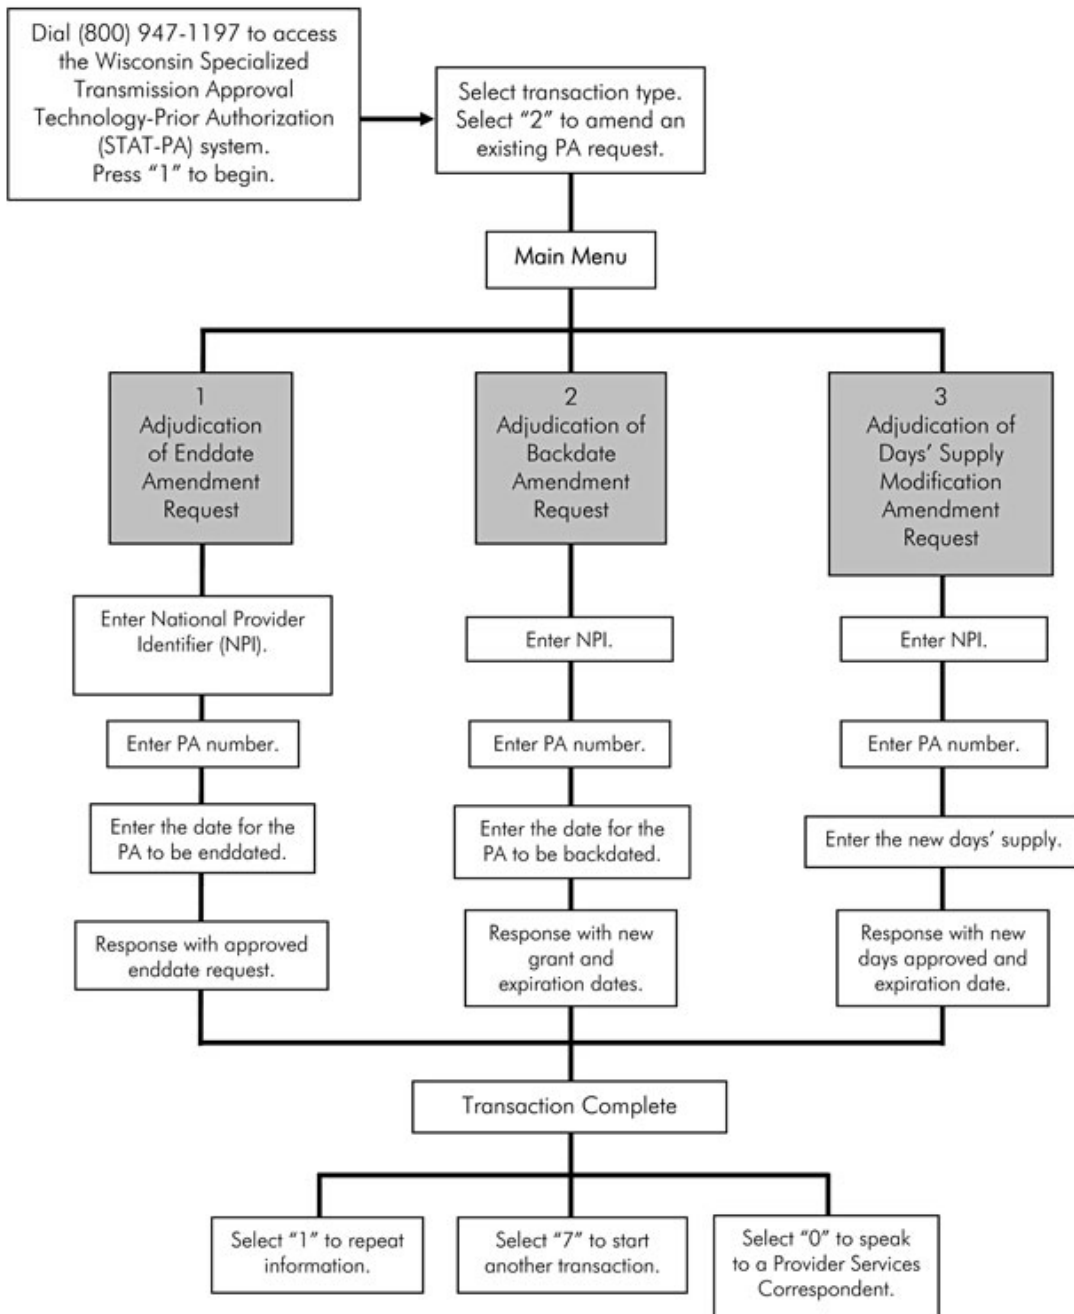 Dial (800) 947-1197 to access
the Wisconsin Specialized
Transmission Approval
Technology-Prior Authorization
(STAT-PA) system.
Press “1” to begin.
Select transaction type.
Select “2” to amend an
existing PA request.
Main Menu
1
Adjudication
of Enddate
Amendment
Request
2
Adjudication of
Backdate
Amendment
Request
3
Adjudication of
Days’ Supply
Modification
Amendment
Request
Enter National Provider
Identifier (NPI).
Enter NPI.
Enter NPI.
Enter PA number.
Enter PA number.
Enter PA number.
Enter the date for the
PA to be enddated.
Enter the date for the
PA to be backdated.
Enter the new days’ supply.
Response with approved
enddate request.
Response with new
grant and
expiration dates.
Response with new
days approved and
expiration date.
Transaction Complete
Select “1” to repeat
information.
Select “7” to start
another transaction.
Select “0” to speak
to a Provider Services
Correspondent.